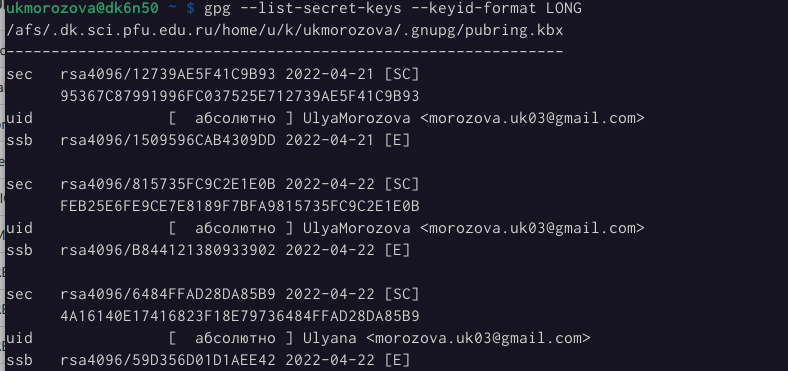 ukmorozova@dk6n50 ~ $ gpg --list-secret-keys --keyid-format LONG
/afs/.dk.sci.pfu.edu.ru/home/u/k/ukmorozova/.gnupg/pubring.kbx
--------------------------------------------------------------
sec   rsa4096/12739AE5F41C9B93 2022-04-21 [SC]
      95367C87991996FC037525E712739AE5F41C9B93
uid                 [  абсолютно ] UlyaMorozova <morozova.uk03@gmail.com>
ssb   rsa4096/1509596CAB4309DD 2022-04-21 [E]

sec   rsa4096/815735FC9C2E1E0B 2022-04-22 [SC]
      FEB25E6FE9CE7E8189F7BFA9815735FC9C2E1E0B
uid                 [  абсолютно ] UlyaMorozova <morozova.uk03@gmail.com>
ssb   rsa4096/B844121380933902 2022-04-22 [E]

sec   rsa4096/6484FFAD28DA85B9 2022-04-22 [SC]
      4A16140E17416823F18E79736484FFAD28DA85B9
uid                 [  абсолютно ] Ulyana <morozova.uk03@gmail.com>
ssb   rsa4096/59D356D01D1AEE42 2022-04-22 [E]